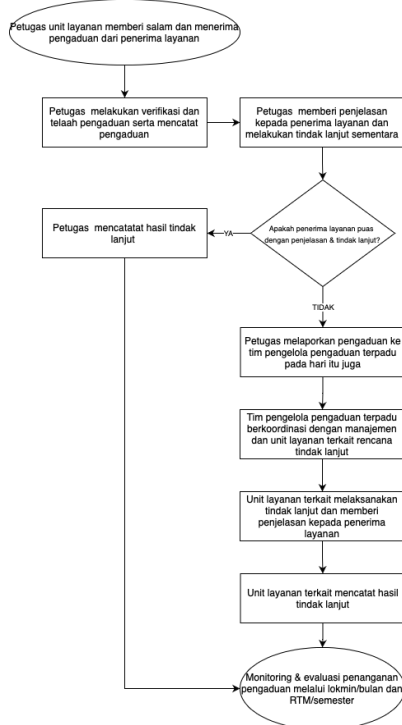 Petugas unit layanan memberi salam dan menerima
pengaduan dari penerima layanan
Petugas melakukan verifikasi dan
telaah pengaduan serta mencatat
pengaduan
Petugas memberi penjelasan
kepada penerima layanan dan
melakukan tindak lanjut sementara
Apakah penerima layanan puas
dengan penjelasan & tindak lanjut?
YA
Petugas mencatatat hasil tindak
lanjut
TIDAK
Petugas melaporkan pengaduan ke
tim pengelola pengaduan terpadu
pada hari itu juga
Tim pengelola pengaduan terpadu
berkoordinasi dengan manajemen
dan unit layanan terkait rencana
tindak lanjut
Unit layanan terkait melaksanakan
tindak lanjut dan memberi
penjelasan kepada penerima
layanan
Unit layanan terkait mencatat hasil
tindak lanjut
Monitoring & evaluasi penanganan
pengaduan melalui lokmin/bulan dan
RTM/semester